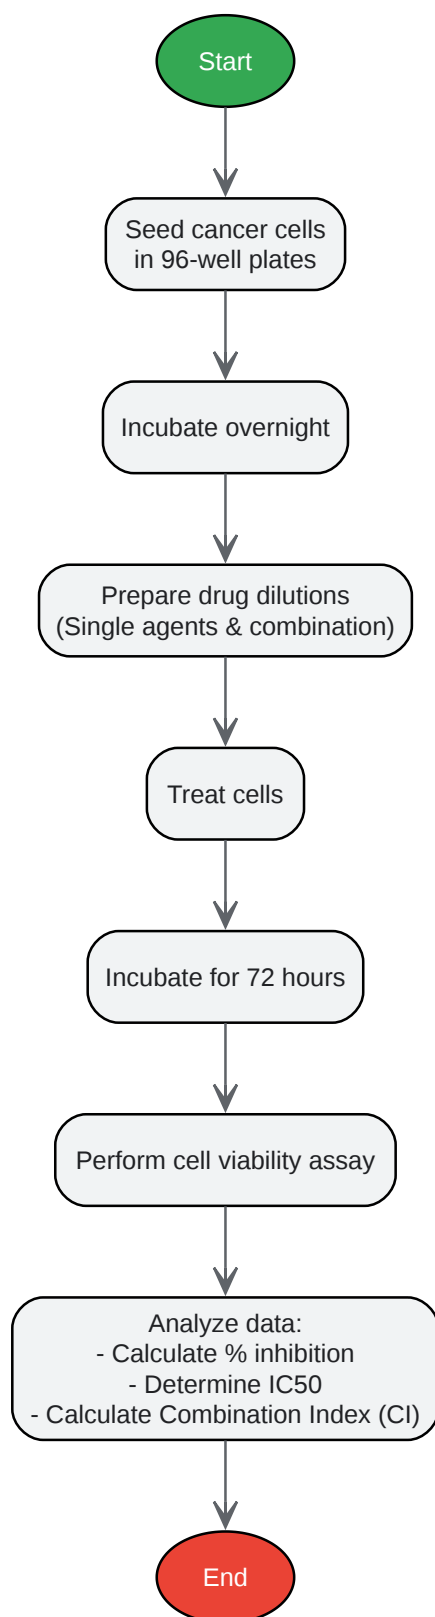 Start
Seed cancer cells
in 96-well plates
Incubate overnight
Prepare drug dilutions
(Single agents & combination)
Treat cells
Incubate for 72 hours
Perform cell viability assay
Analyze data:
- Calculate % inhibition
- Determine IC50
- Calculate Combination Index (CI)
End